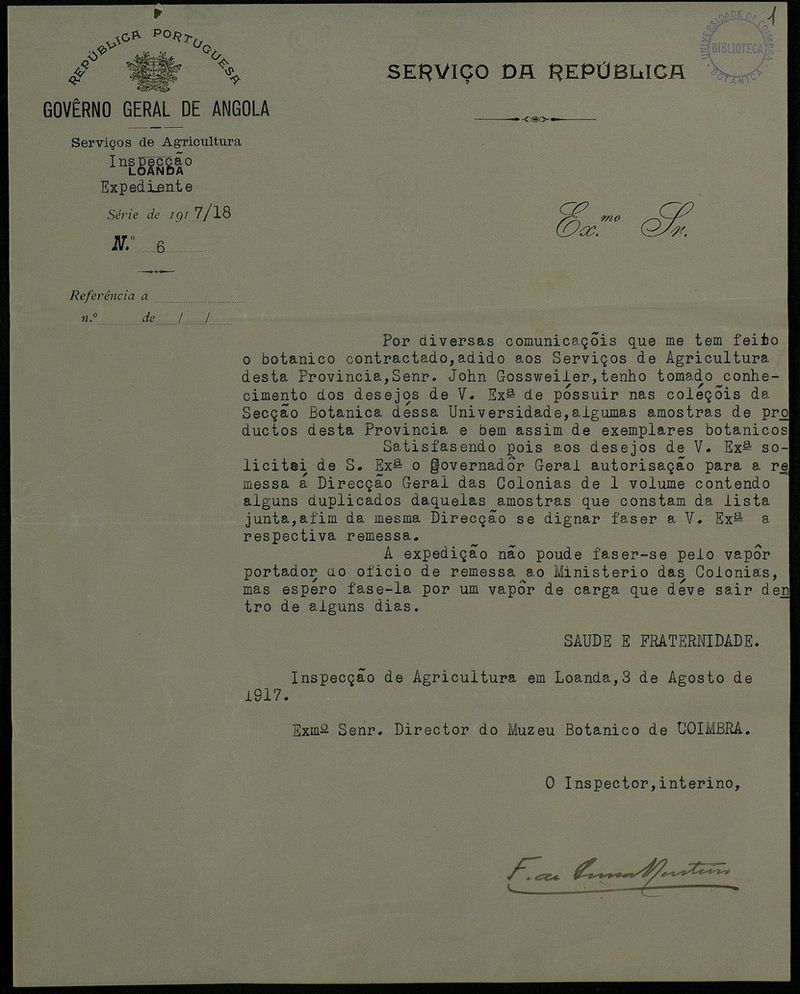 1
UNIVERSIDADE DE COIMBRA
BIBLIOTECA
BOTANICA
REPÚBLICA PORTUGUESA
SERVIÇO DA REPÚBLICA
GOVÊRNO GERAL DE ANGOLA
Serviços de Agricultura
Inspecção
LOANDA
Expediente
Série de 1917/18
N.º 6
Ex.mo Sr.
Referência a
n.º de / /
Por diversas comunicaçõis que me tem feito
o botanico contractado,adido aos Serviços de Agricultura
desta Provincia,Senr. John Gossweiler,tenho tomado conhe-
cimento dos desejos de V. Exª de póssuir nas coléçõis da
Secção Botanica déssa Universidade,algumas amostras de pro
ductos desta Provincia e bem assim de exemplares botanicos
Satisfasendo pois aos desejos de V. Exª so-
licitei de S. Exª o governadôr Geral autorisação para a re
messa á Direcção Geral das Colonias de 1 volume contendo
alguns duplicados daquelas amostras que constam da lista
junta,afim da mesma Direcção se dignar faser a V. Exª a
respectiva remessa.
A expedição não poude faser-se pelo vapôr
portador do oficio de remessa ao Ministerio das Colonias,
mas espéro fase-la por um vapôr de carga que déve sair den
tro de alguns dias.
SAUDE E FRATERNIDADE.
Inspecção de Agricultura em Loanda,3 de Agosto de
1917.
Exmº Senr. Director do Muzeu Botanico de COIMBRA.
O Inspector,interino,
F. de